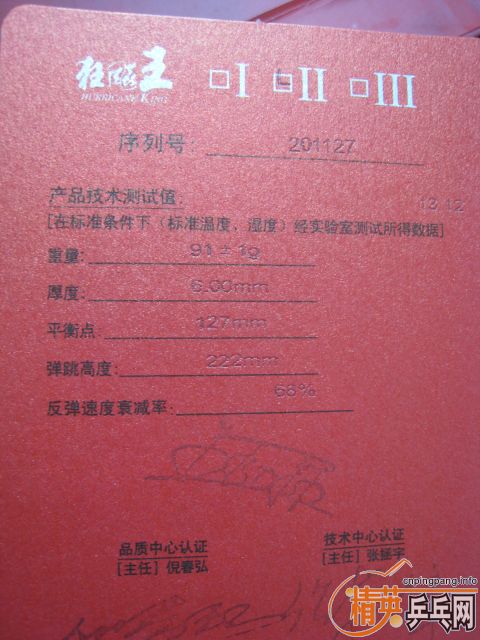 狂飚王 □I □II □III
HURRICANE KING
序列号: 201127
产品技术测试值: 13.12
[在标准条件下（标准温度，湿度）经实验室测试所得数据]
重量: 91±1g
厚度: 6.00mm
平衡点: 127mm
弹跳高度: 222mm
反弹速度衰减率: 68%
品质中心认证 技术中心认证
[主任] 倪春弘 [主任] 张拯宇
cnpingpang.info
精英乒乓网